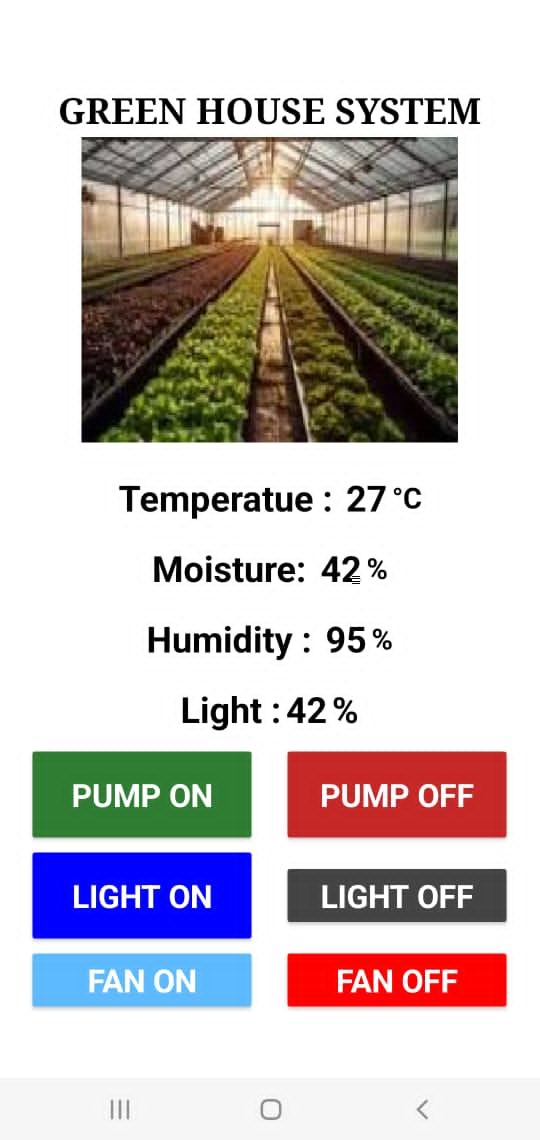 GREEN HOUSE SYSTEM
Temperatue : 27 °C
Moisture: 42 %
Humidity : 95 %
Light : 42 %
PUMP ON PUMP OFF
LIGHT ON LIGHT OFF
FAN ON FAN OFF